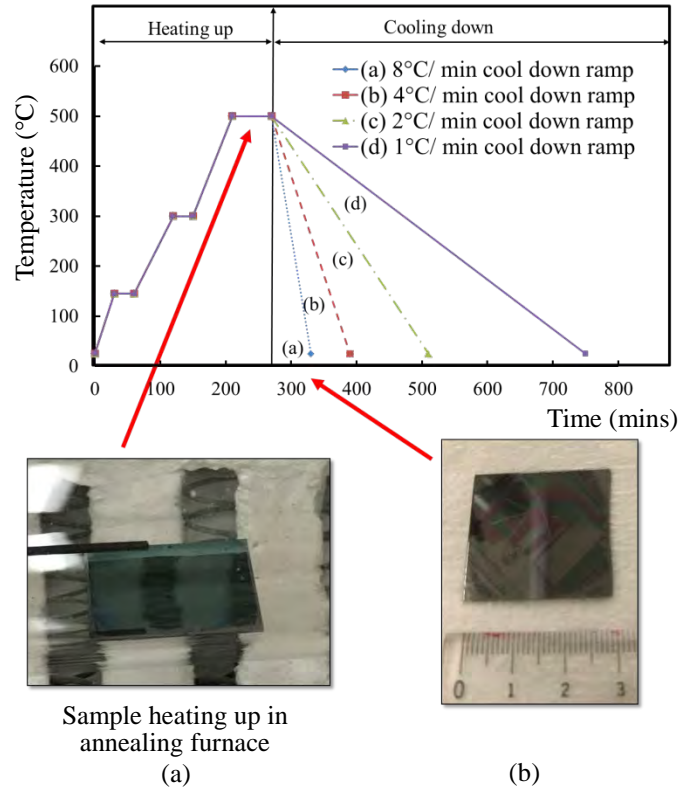 Heating up
Cooling down
600
500
400
300
200
100
0
Temperature (°C)
(a) 8°C/ min cool down ramp
(b) 4°C/ min cool down ramp
(c) 2°C/ min cool down ramp
(d) 1°C/ min cool down ramp
(d)
(c)
(b)
(a)
0 100 200 300 400 500 600 700 800
Time (mins)
0 1 2 3
Sample heating up in
annealing furnace
(a)
(b)